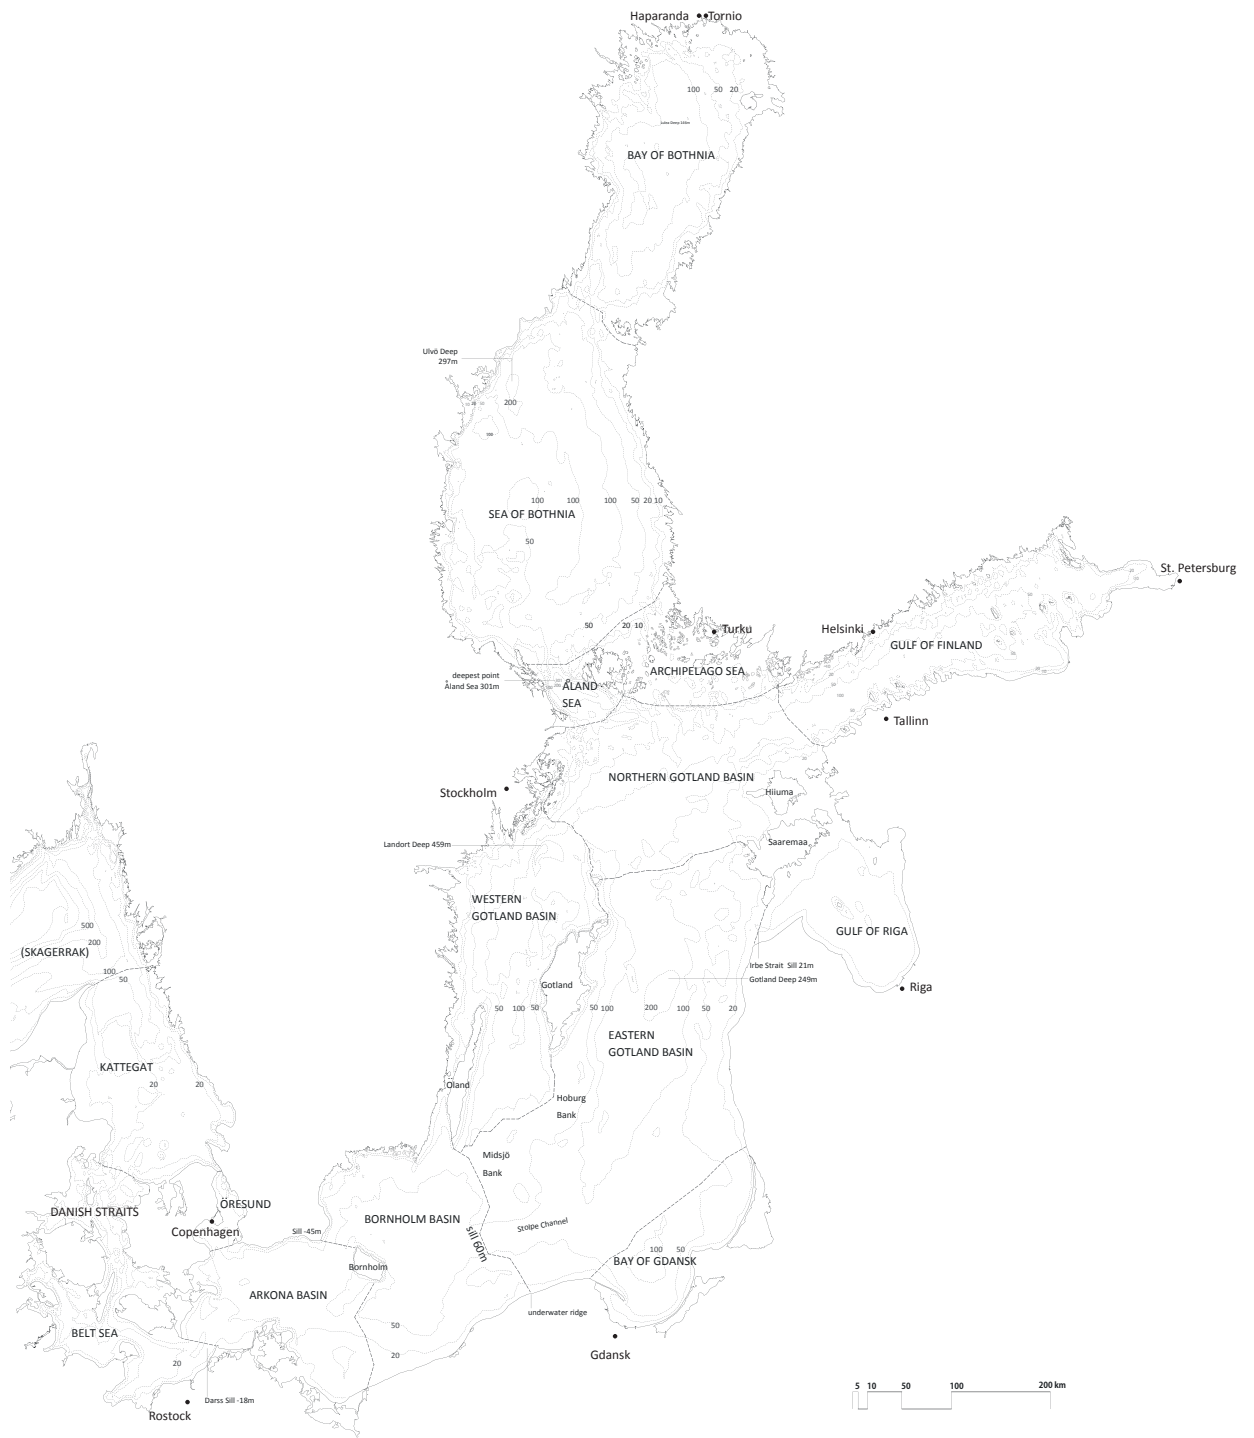 Haparanda
Tornio
100 50 20
BAY OF BOTHNIA
Ulvö Deep
297m
200
100 100 100 50 20 10
SEA OF BOTHNIA
50
St. Petersburg
50 20 10
Turku
Helsinki
GULF OF FINLAND
ARCHIPELAGO SEA
deepest point
Åland Sea 301m
ÅLAND
SEA
Tallinn
NORTHERN GOTLAND BASIN
Stockholm
Hiiuma
Saaremaa
Landort Deep 459m
WESTERN
GOTLAND BASIN
500
200
(SKAGERRAK)
GULF OF RIGA
100
50
Irbe Strait Sill 21m
Gotland Deep 249m
Gotland
Riga
50 100 50
50 100 200 100 50 20
EASTERN
GOTLAND BASIN
KATTEGAT
20 20
Öland
Hoburg
Bank
Midsjö
Bank
DANISH STRAITS
ÖRESUND
Copenhagen
BORNHOLM BASIN
Sill -45m
sill 60m
Stolpe Channel
100 50
BAY OF GDANSK
Bornholm
ARKONA BASIN
underwater ridge
BELT SEA
50
20
20
Gdansk
Darss Sill -18m
Rostock
5 10 50 100 200 km